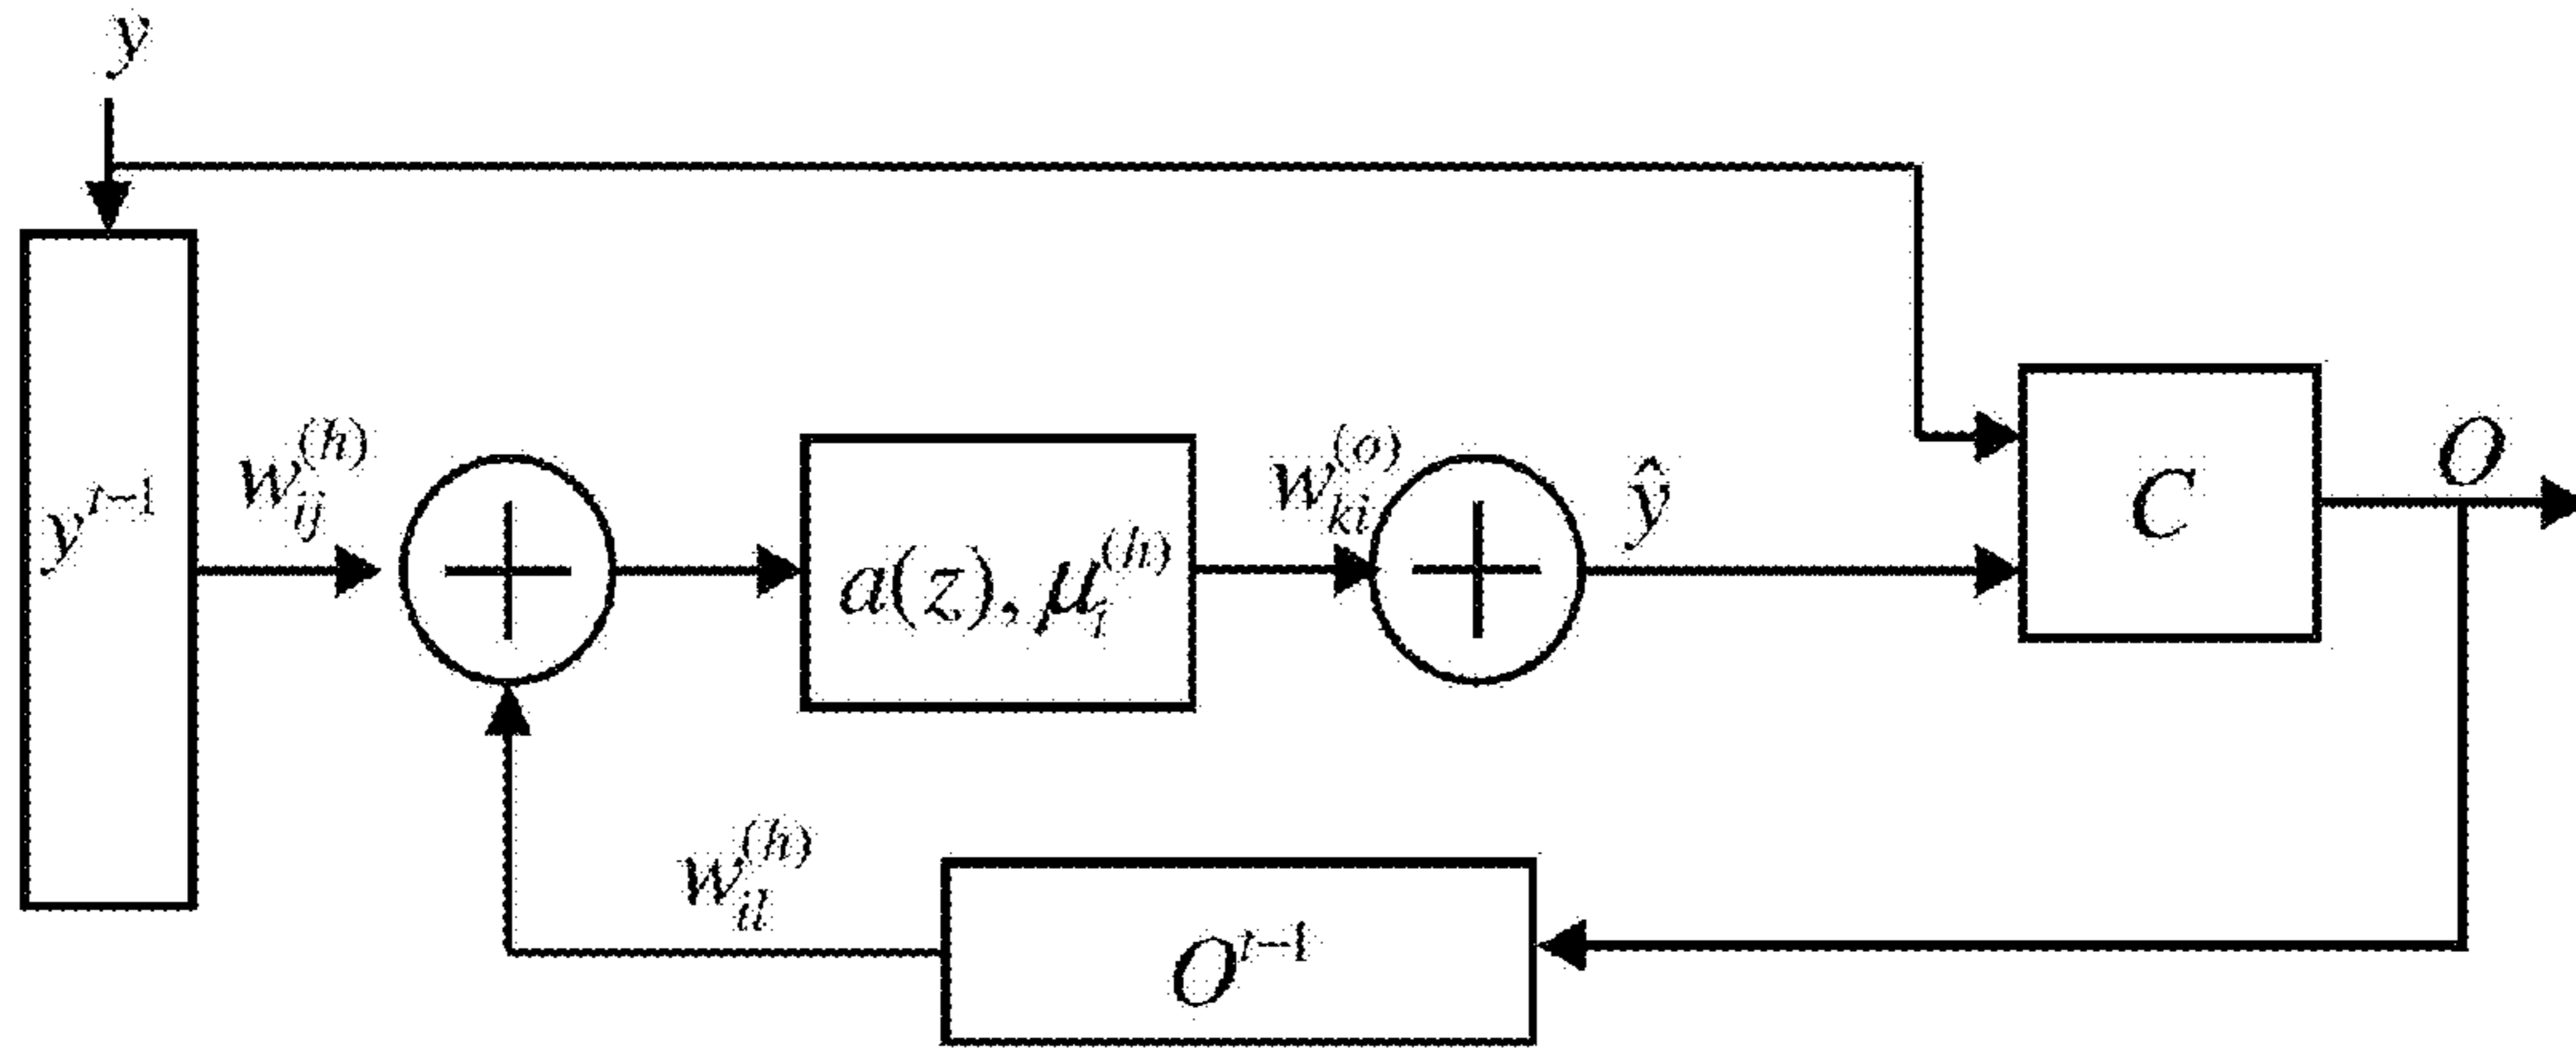 y
y^{t-1}
w_{ij}^{(h)}
a(z), μ_i^{(h)}
w_{ki}^{(o)}
ŷ
C
O
w_{il}^{(h)}
O^{t-1}